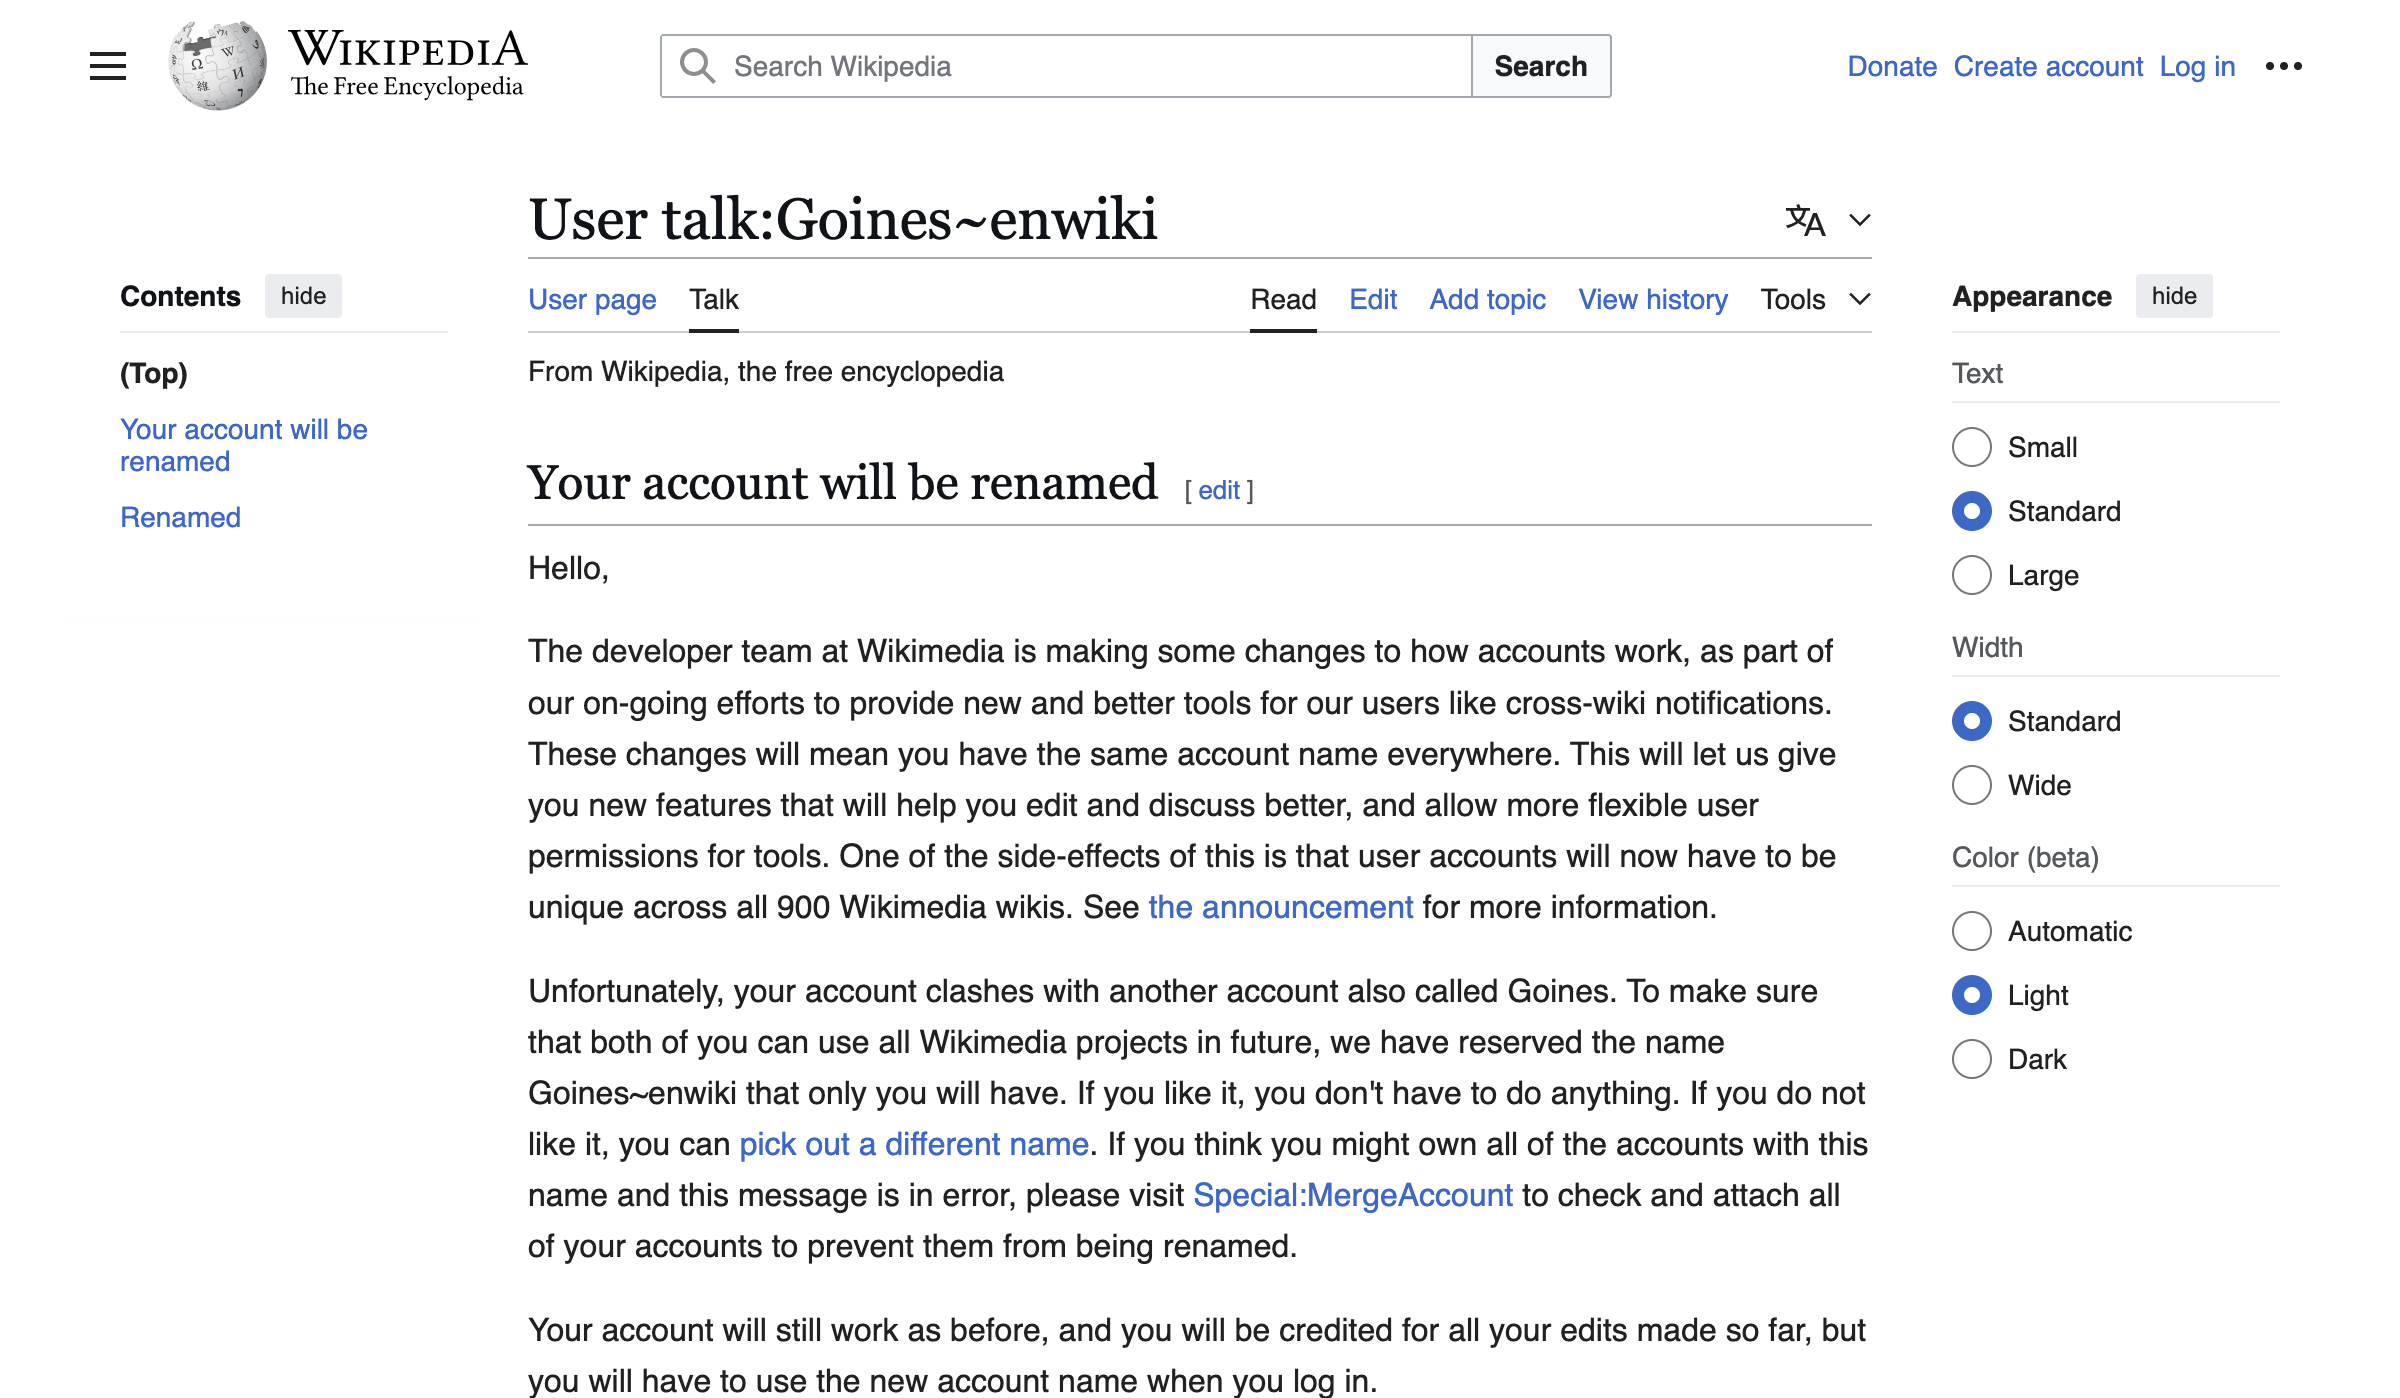 WIKIPEDIA
The Free Encyclopedia
Search Wikipedia
Search
Donate Create account Log in
User talk:Goines~enwiki
Contents hide
(Top)
Your account will be
renamed
Renamed
User page Talk
Read Edit Add topic View history Tools
From Wikipedia, the free encyclopedia
Your account will be renamed [ edit ]
Hello,
The developer team at Wikimedia is making some changes to how accounts work, as part of
our on-going efforts to provide new and better tools for our users like cross-wiki notifications.
These changes will mean you have the same account name everywhere. This will let us give
you new features that will help you edit and discuss better, and allow more flexible user
permissions for tools. One of the side-effects of this is that user accounts will now have to be
unique across all 900 Wikimedia wikis. See the announcement for more information.
Unfortunately, your account clashes with another account also called Goines. To make sure
that both of you can use all Wikimedia projects in future, we have reserved the name
Goines~enwiki that only you will have. If you like it, you don't have to do anything. If you do not
like it, you can pick out a different name. If you think you might own all of the accounts with this
name and this message is in error, please visit Special:MergeAccount to check and attach all
of your accounts to prevent them from being renamed.
Your account will still work as before, and you will be credited for all your edits made so far, but
you will have to use the new account name when you log in.
Appearance hide
Text
Small
Standard
Large
Width
Standard
Wide
Color (beta)
Automatic
Light
Dark